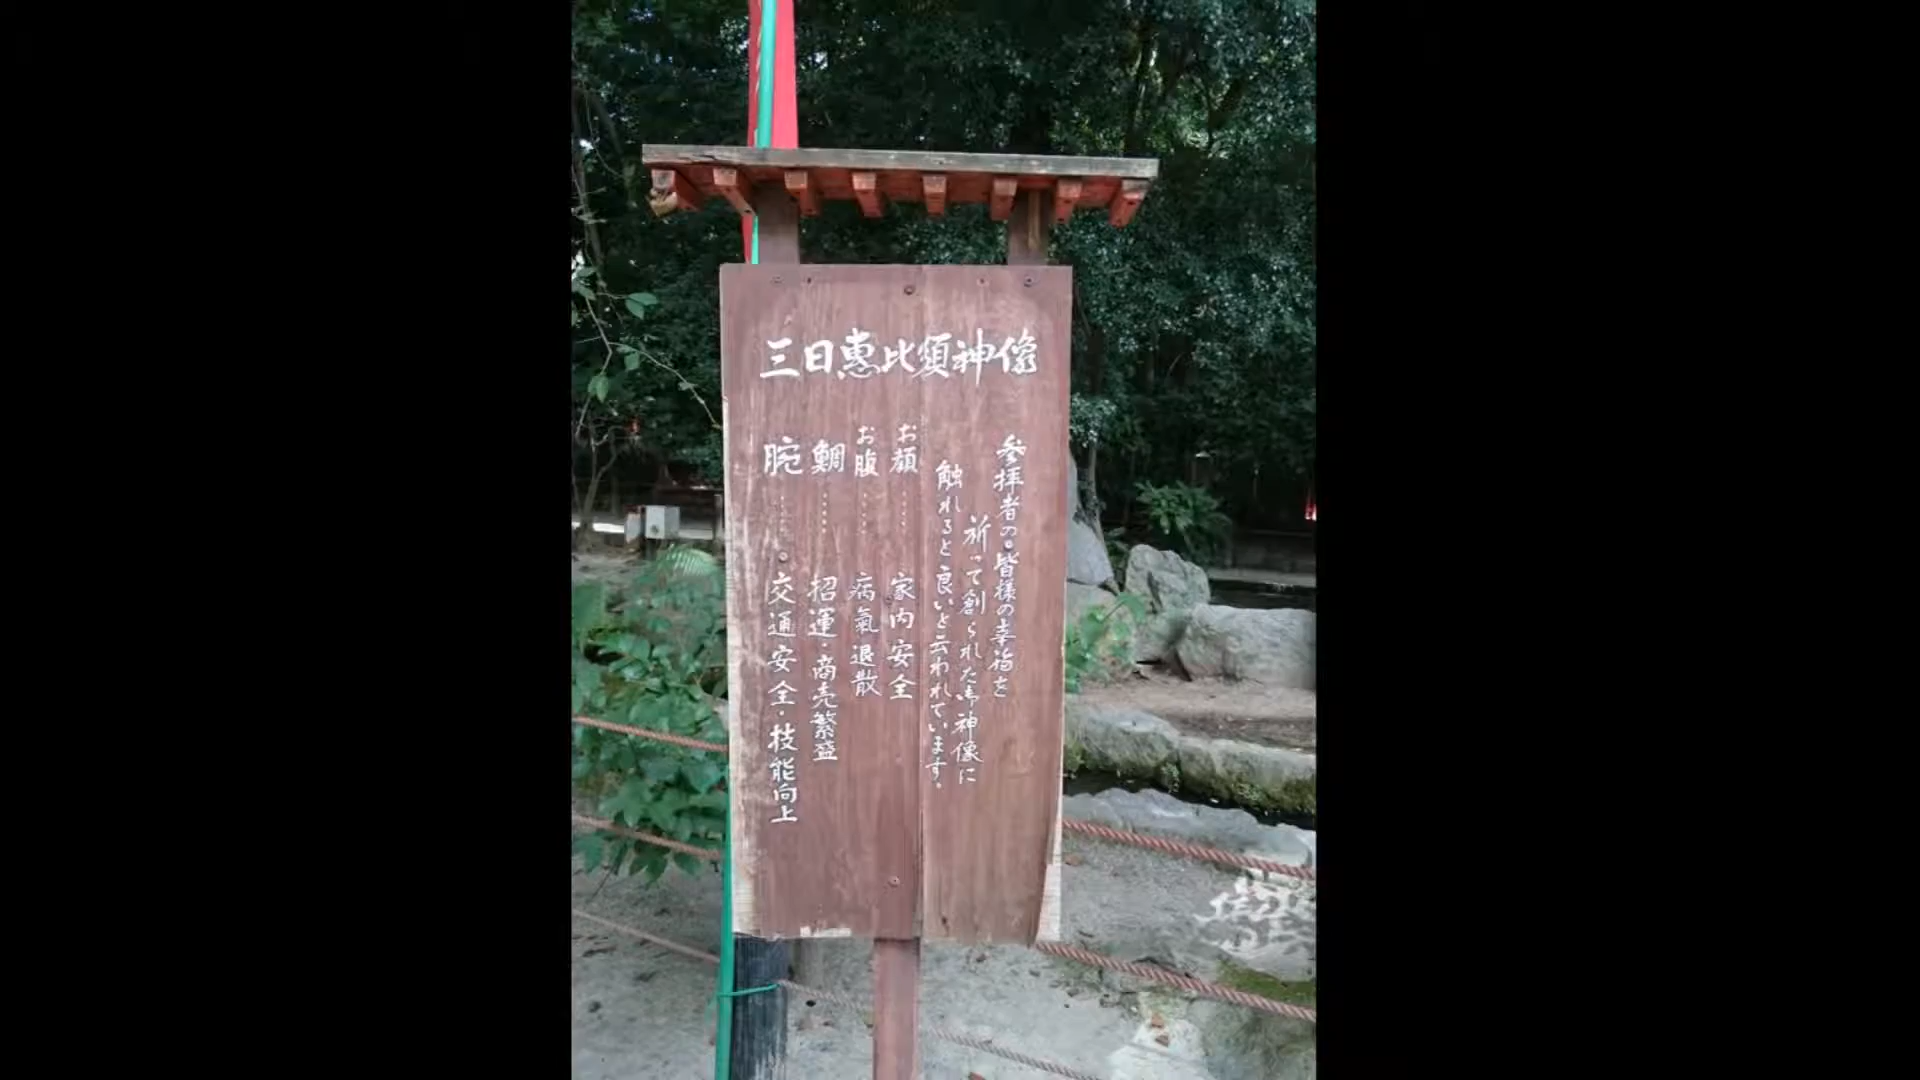 三日恵比須神像
参拝者の皆様の幸福を
祈って創られた御神像に
触れると良いと云われています。
お顔……家内安全
お腹……病氣退散
鯛……招運・商売繁盛
腕……交通安全・技能向上